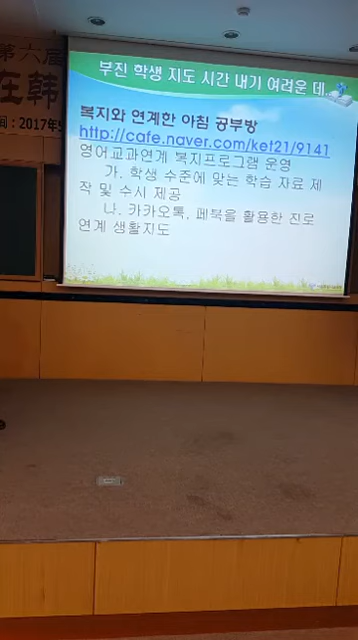 第六届
在韩
间：2017年
부진 학생 지도 시간 내기 여려운 데..
복지와 연계한 아침 공부방
http://cafe.naver.com/ket21/9141
영어교과연계 복지프로그램 운영
가. 학생 수준에 맞는 학습 자료 제
작 및 수시 제공
나. 카카오톡, 페북을 활용한 진로
연계 생활지도